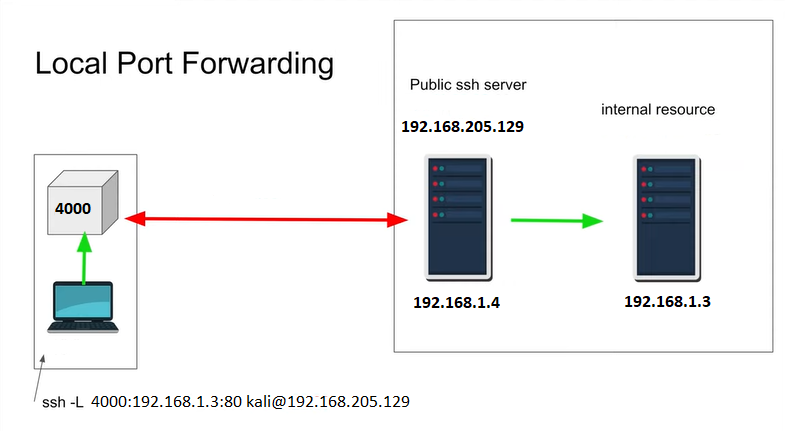 Local Port Forwarding
Public ssh server
internal resource
192.168.205.129
4000
192.168.1.4
192.168.1.3
ssh -L 4000:192.168.1.3:80 kali@192.168.205.129